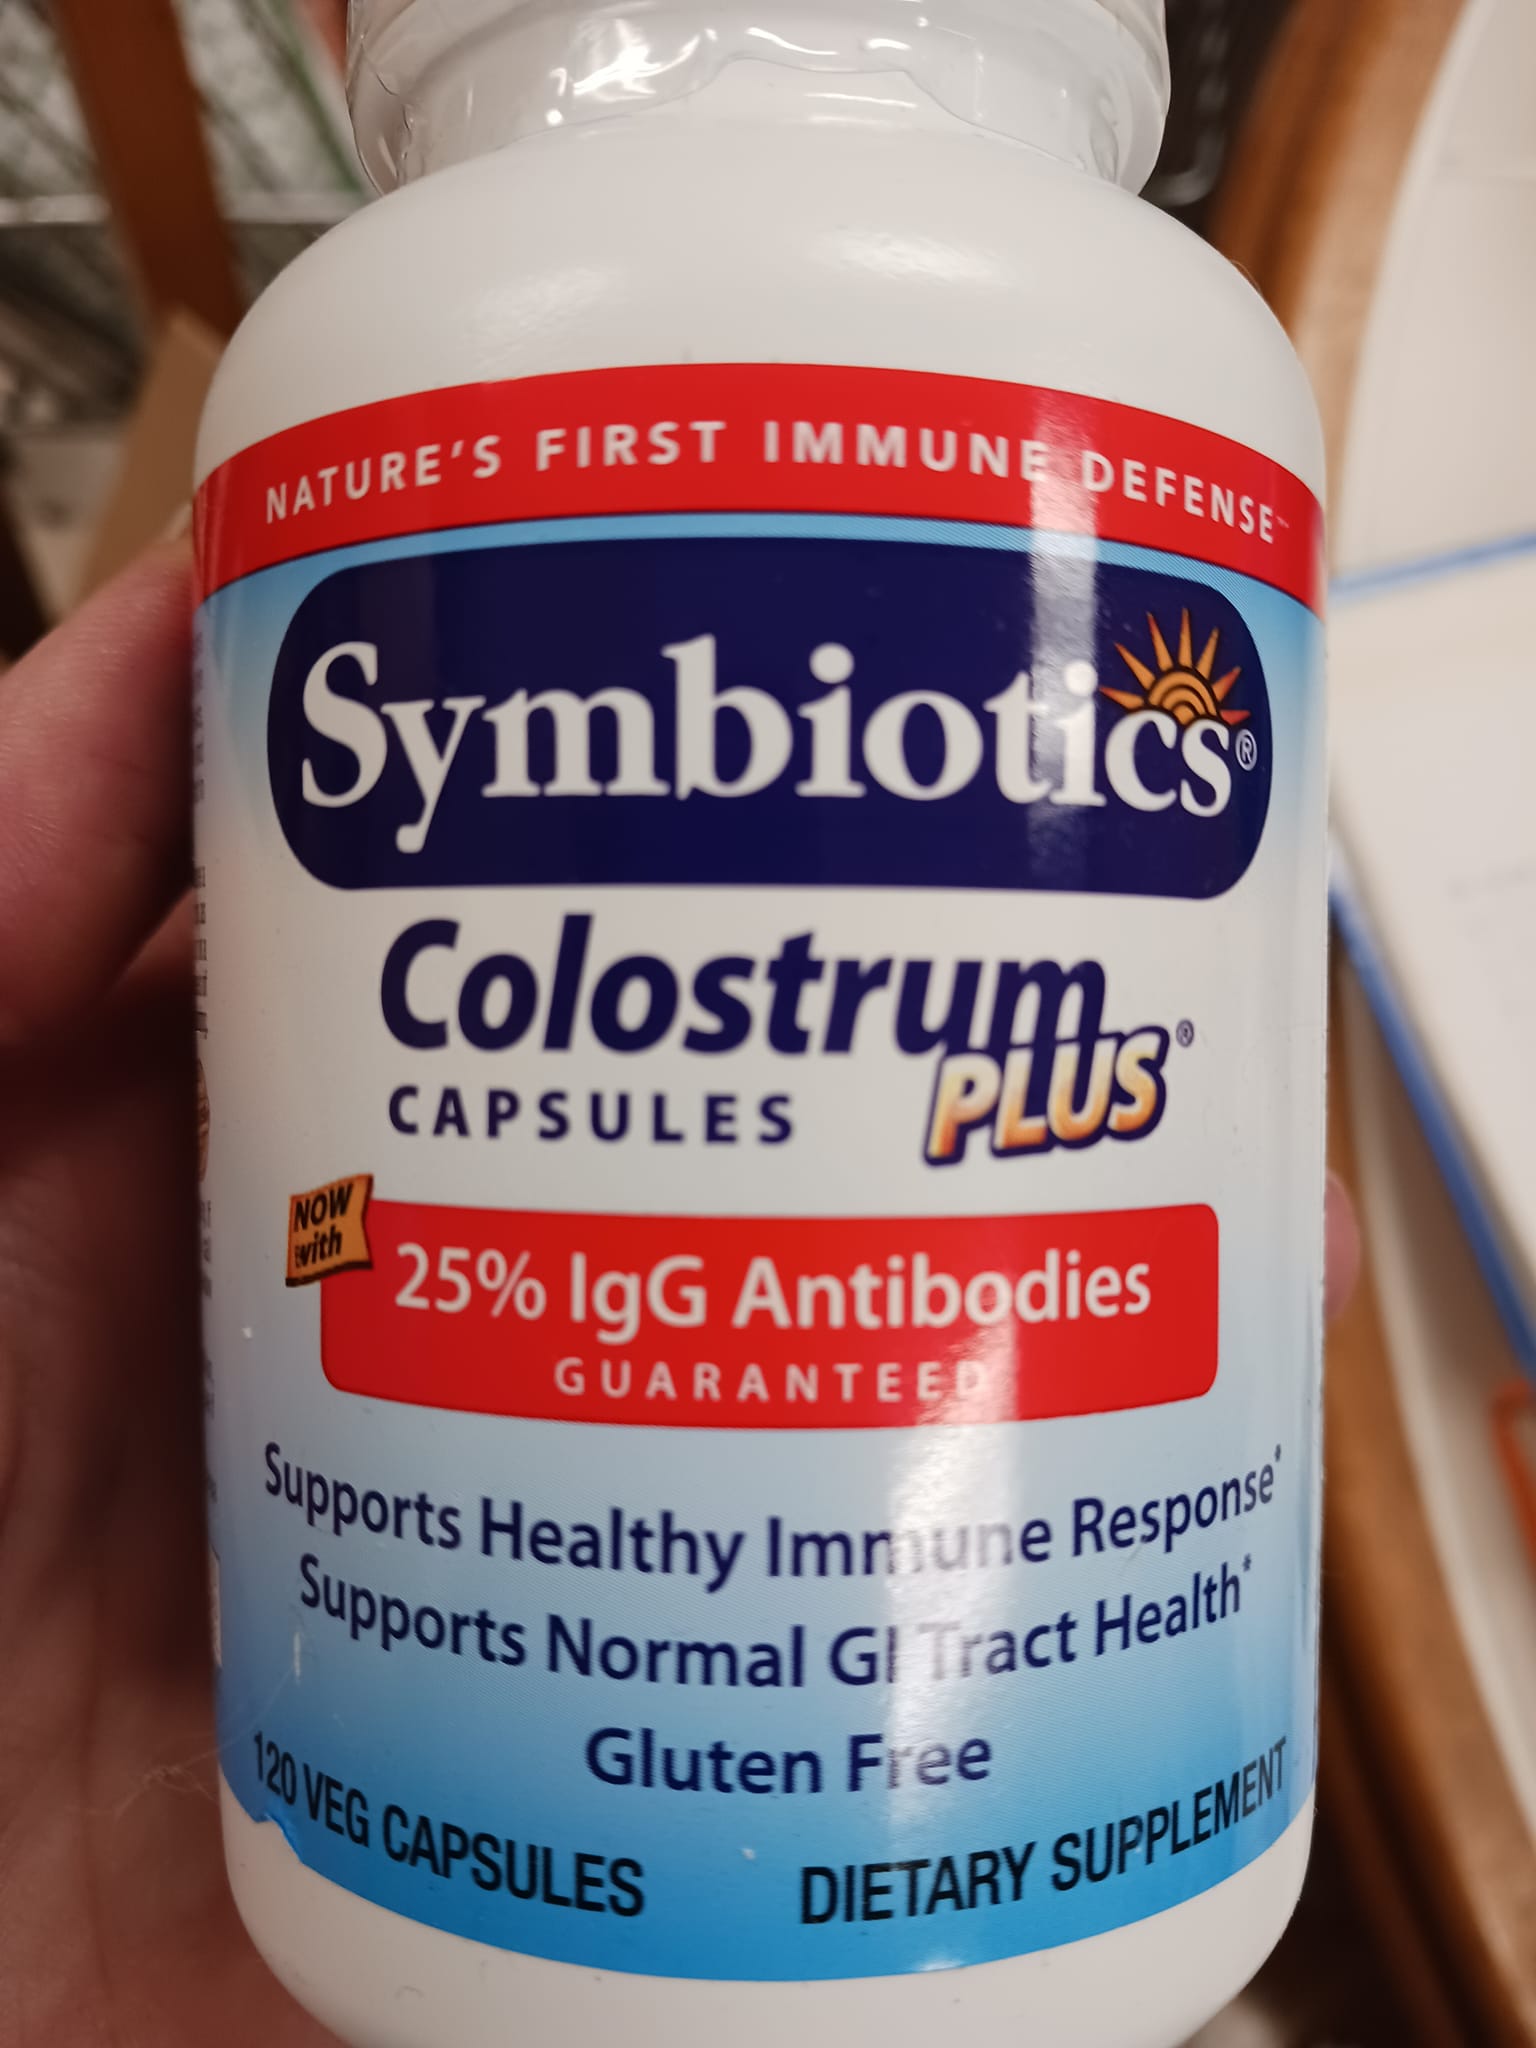 NATURE'S FIRST IMMUNE DEFENSE™
Symbiotics®
Colostrum
PLUS®
CAPSULES
NOW
with
25% IgG Antibodies
GUARANTEED
Supports Healthy Immune Response*
Supports Normal GI Tract Health*
Gluten Free
120 VEG CAPSULES
DIETARY SUPPLEMENT